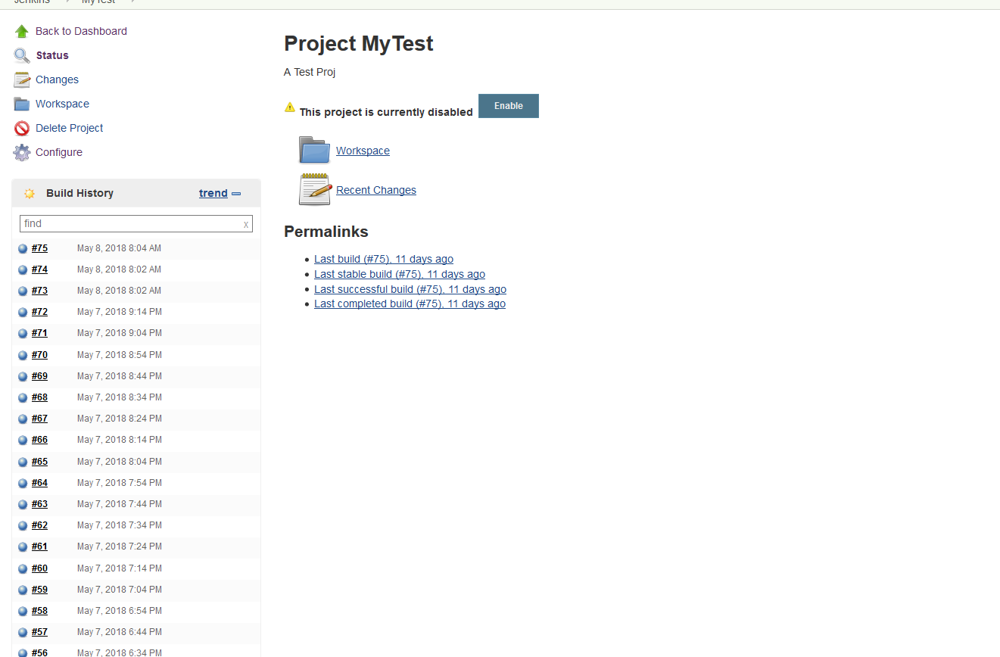 Jenkins MyTest
Back to Dashboard
Status
Changes
Workspace
Delete Project
Configure
Build History trend
find x
#75 May 8, 2018 8:04 AM
#74 May 8, 2018 8:02 AM
#73 May 8, 2018 8:02 AM
#72 May 7, 2018 9:14 PM
#71 May 7, 2018 9:04 PM
#70 May 7, 2018 8:54 PM
#69 May 7, 2018 8:44 PM
#68 May 7, 2018 8:34 PM
#67 May 7, 2018 8:24 PM
#66 May 7, 2018 8:14 PM
#65 May 7, 2018 8:04 PM
#64 May 7, 2018 7:54 PM
#63 May 7, 2018 7:44 PM
#62 May 7, 2018 7:34 PM
#61 May 7, 2018 7:24 PM
#60 May 7, 2018 7:14 PM
#59 May 7, 2018 7:04 PM
#58 May 7, 2018 6:54 PM
#57 May 7, 2018 6:44 PM
#56 May 7, 2018 6:34 PM
Project MyTest
A Test Proj
This project is currently disabled Enable
Workspace
Recent Changes
Permalinks
Last build (#75), 11 days ago
Last stable build (#75), 11 days ago
Last successful build (#75), 11 days ago
Last completed build (#75), 11 days ago